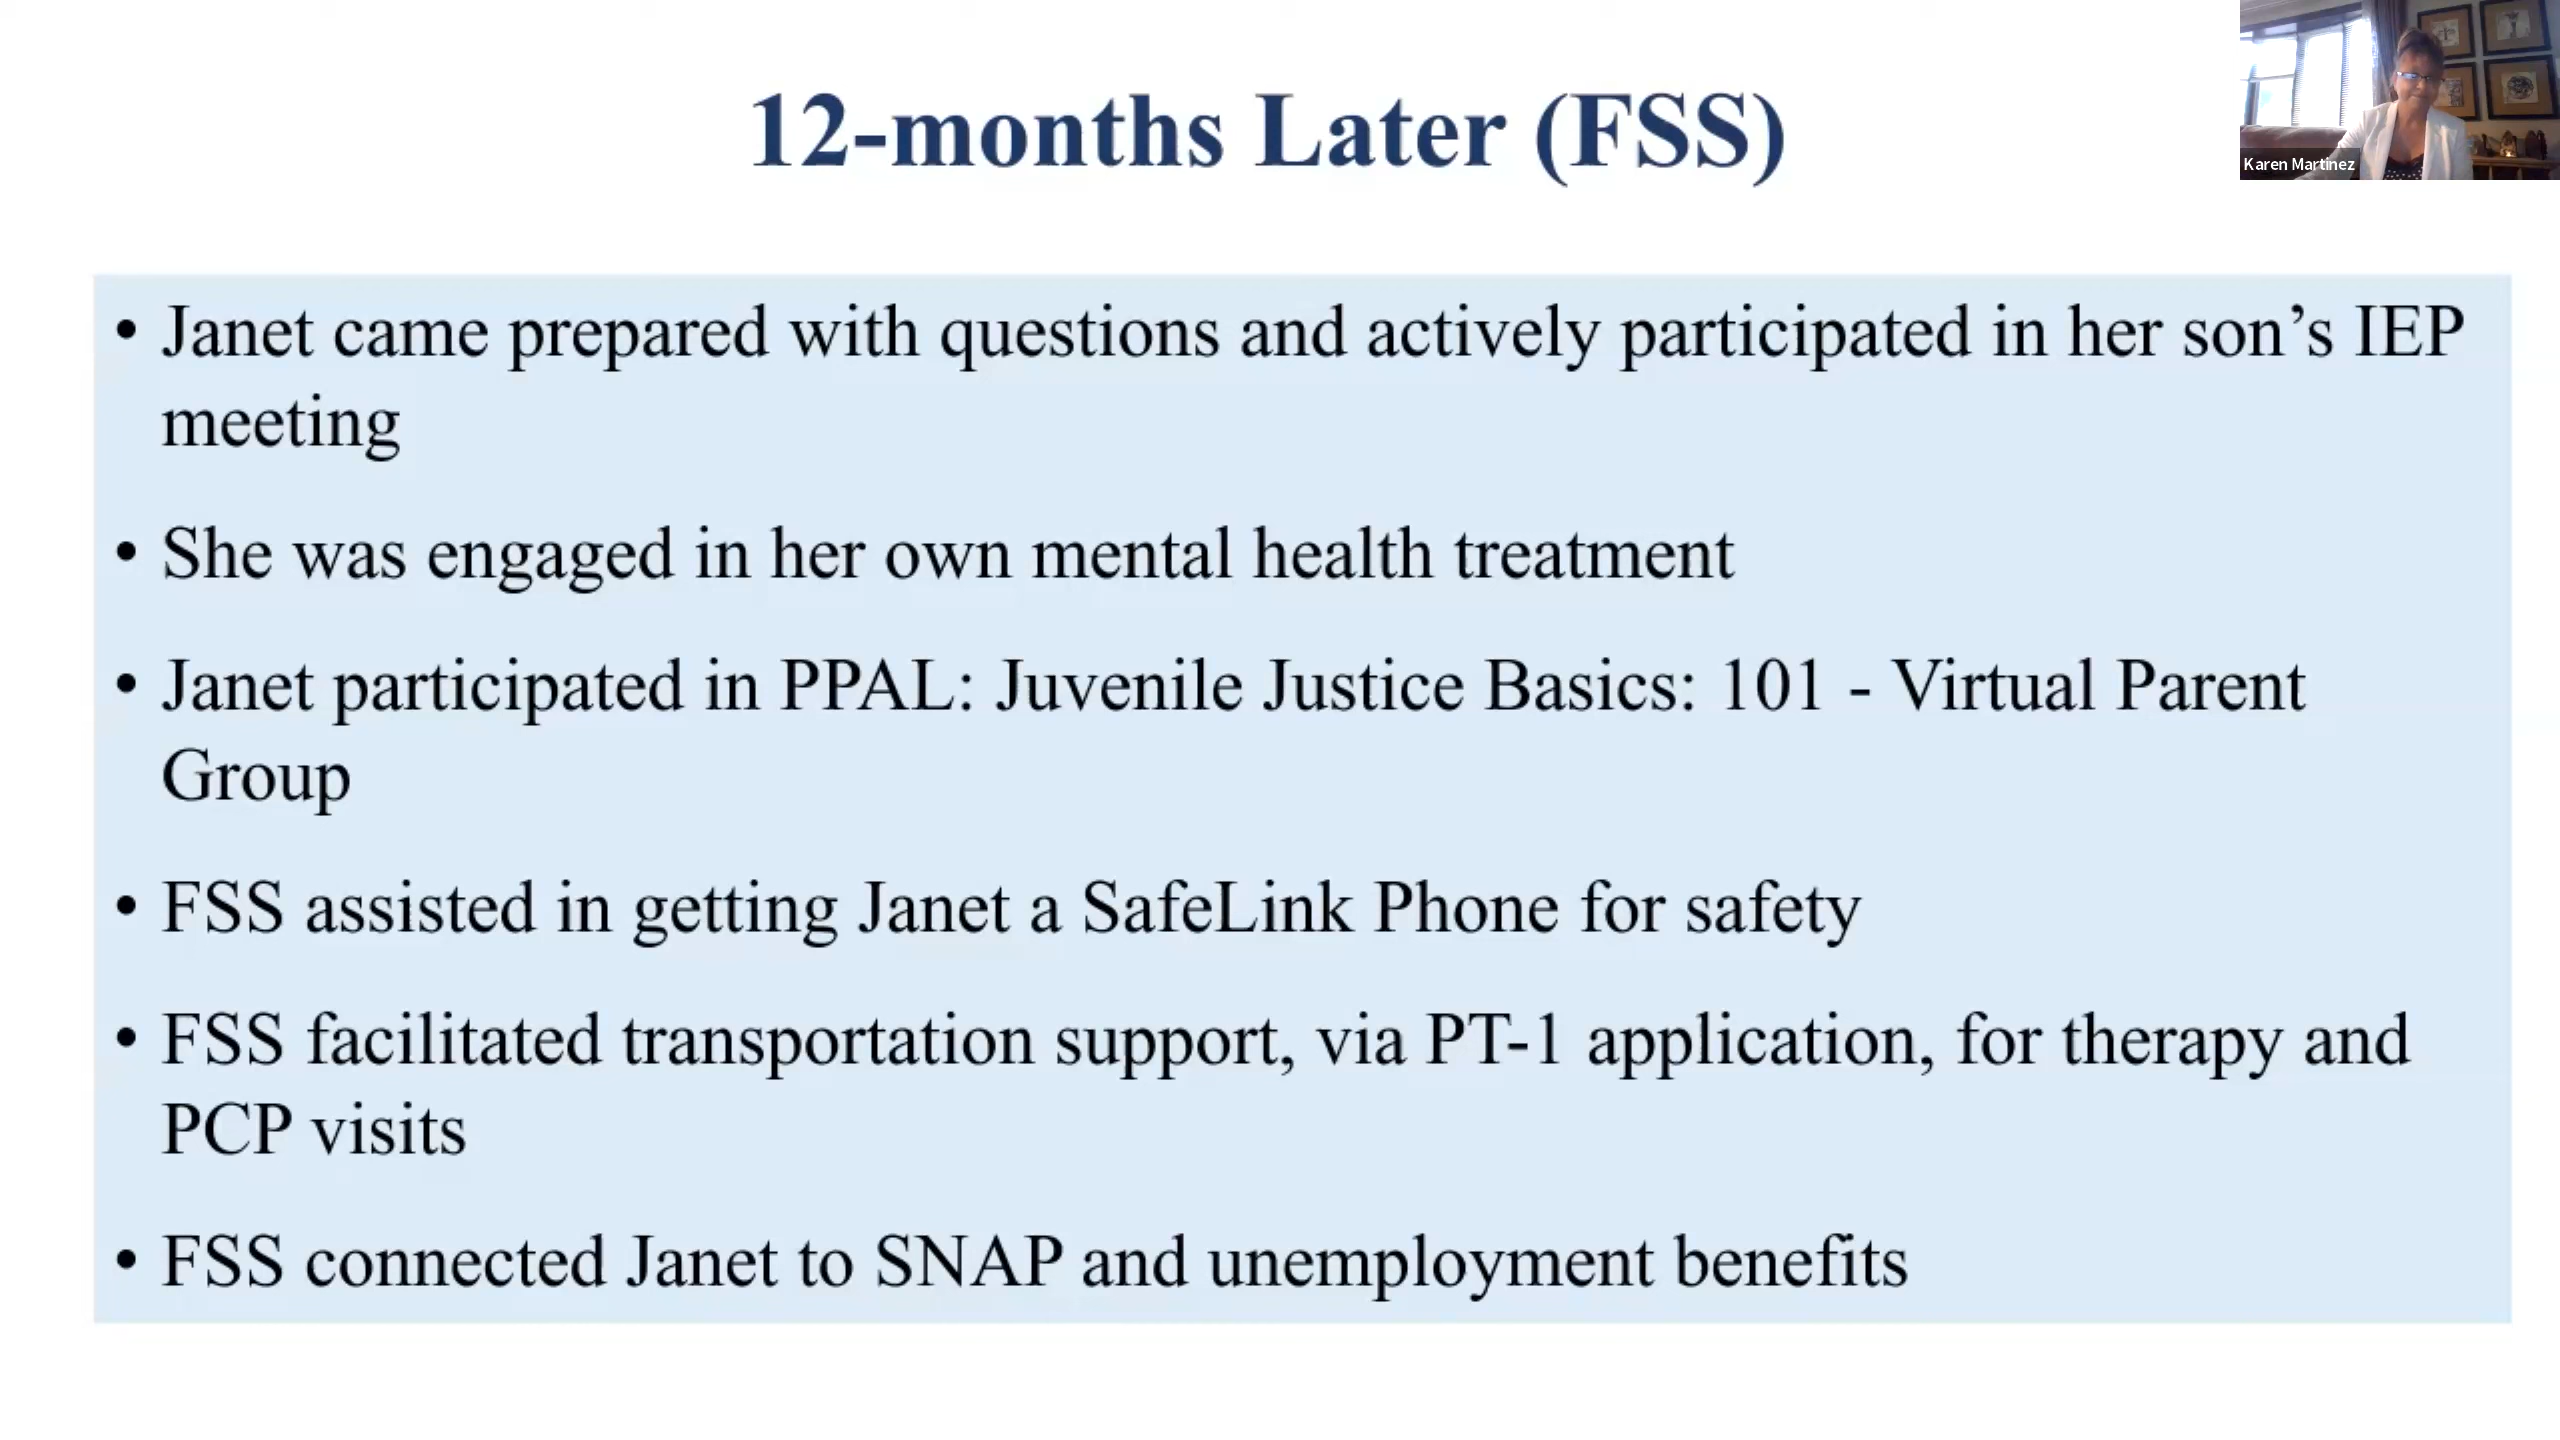 12-months Later (FSS)
Karen Martinez
• Janet came prepared with questions and actively participated in her son’s IEP
meeting
• She was engaged in her own mental health treatment
• Janet participated in PPAL: Juvenile Justice Basics: 101 - Virtual Parent
Group
• FSS assisted in getting Janet a SafeLink Phone for safety
• FSS facilitated transportation support, via PT-1 application, for therapy and
PCP visits
• FSS connected Janet to SNAP and unemployment benefits